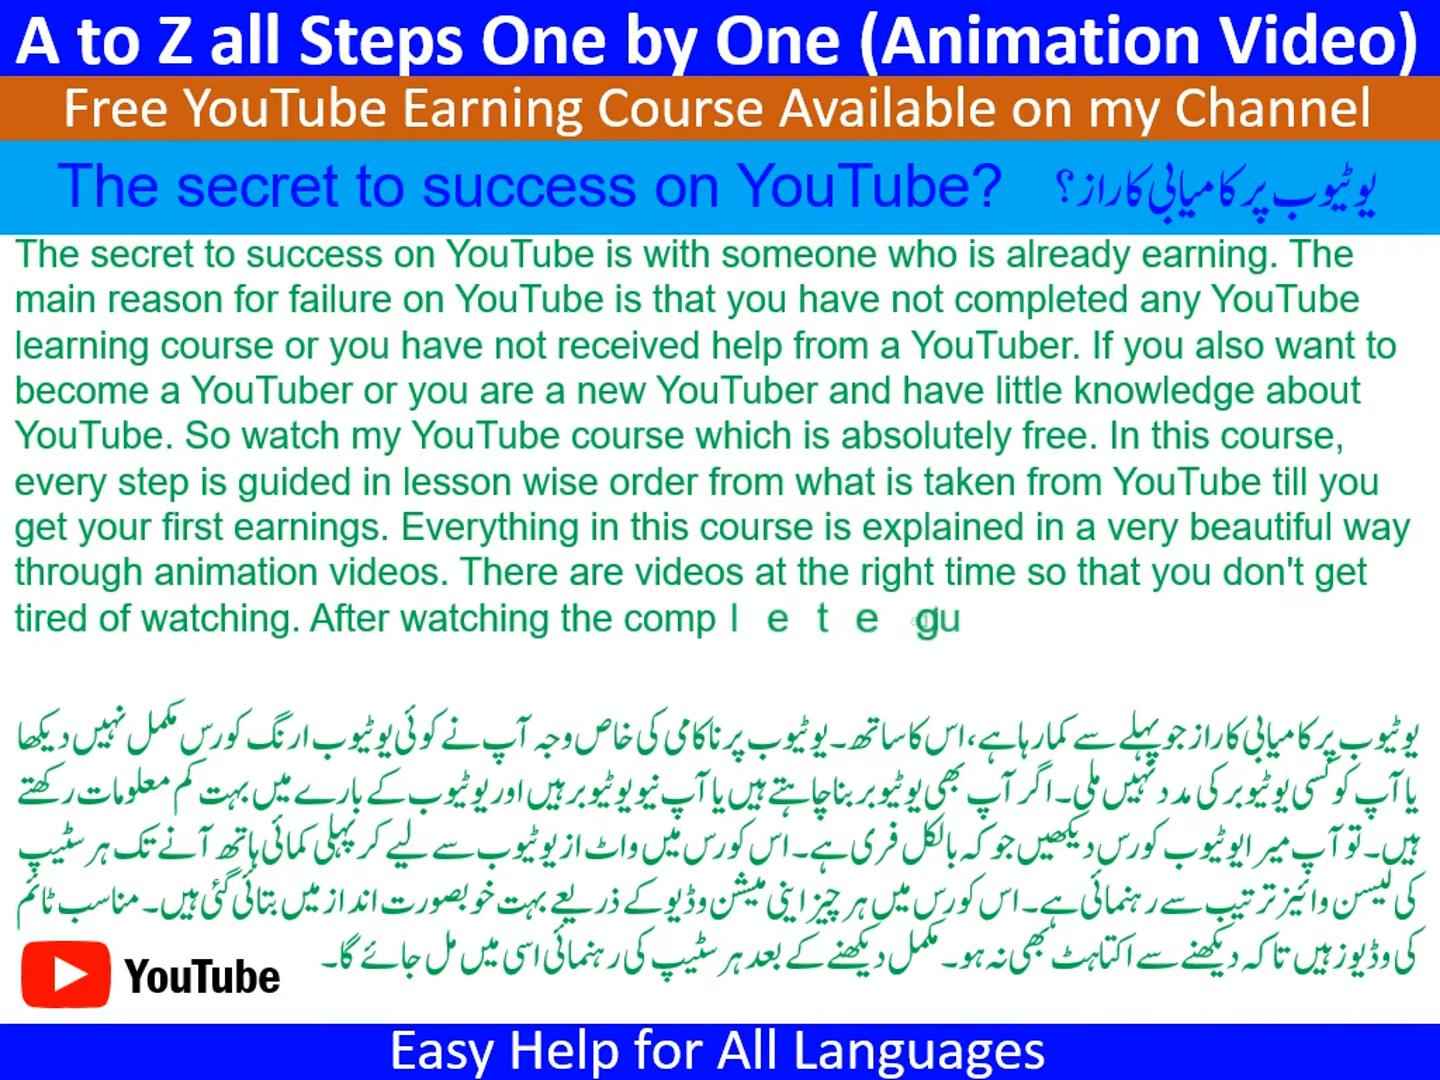 A to Z all Steps One by One (Animation Video)
Free YouTube Earning Course Available on my Channel
The secret to success on YouTube? یوٹیوب پر کامیابی کا راز؟
The secret to success on YouTube is with someone who is already earning. The
main reason for failure on YouTube is that you have not completed any YouTube
learning course or you have not received help from a YouTuber. If you also want to
become a YouTuber or you are a new YouTuber and have little knowledge about
YouTube. So watch my YouTube course which is absolutely free. In this course,
every step is guided in lesson wise order from what is taken from YouTube till you
get your first earnings. Everything in this course is explained in a very beautiful way
through animation videos. There are videos at the right time so that you don't get
tired of watching. After watching the complete gu
یوٹیوب پر کامیابی کا راز جو پہلے سے کما رہا ہے، اس کا ساتھ۔ یوٹیوب پر ناکامی کی خاص وجہ آپ نے کوئی یوٹیوب ارنگ کورس مکمل نہیں دیکھا
یا آپ کو کسی یوٹیوبر کی مدد نہیں ملی۔ اگر آپ بھی یوٹیوبر بننا چاہتے ہیں یا آپ نیو یوٹیوبر ہیں اور یوٹیوب کے بارے میں بہت کم معلومات رکھتے
ہیں۔ تو آپ میرا یوٹیوب کورس دیکھیں جو کہ بالکل فری ہے۔ اس کورس میں واٹ از یوٹیوب سے لے کر پہلی کمائی ہاتھ آنے تک ہر سٹیپ
کی لیسن وائیز ترتیب سے رہنمائی ہے۔ اس کورس میں ہر چیز اینی میشن وڈیو کے ذریعے بہت خوبصورت انداز میں بتائی گئی ہیں۔ مناسب ٹائم
کی وڈیوز ہیں تاکہ دیکھنے سے اکتاہٹ بھی نہ ہو۔ مکمل دیکھنے کے بعد ہر سٹیپ کی رہنمائی اسی میں مل جائے گا۔
YouTube
Easy Help for All Languages